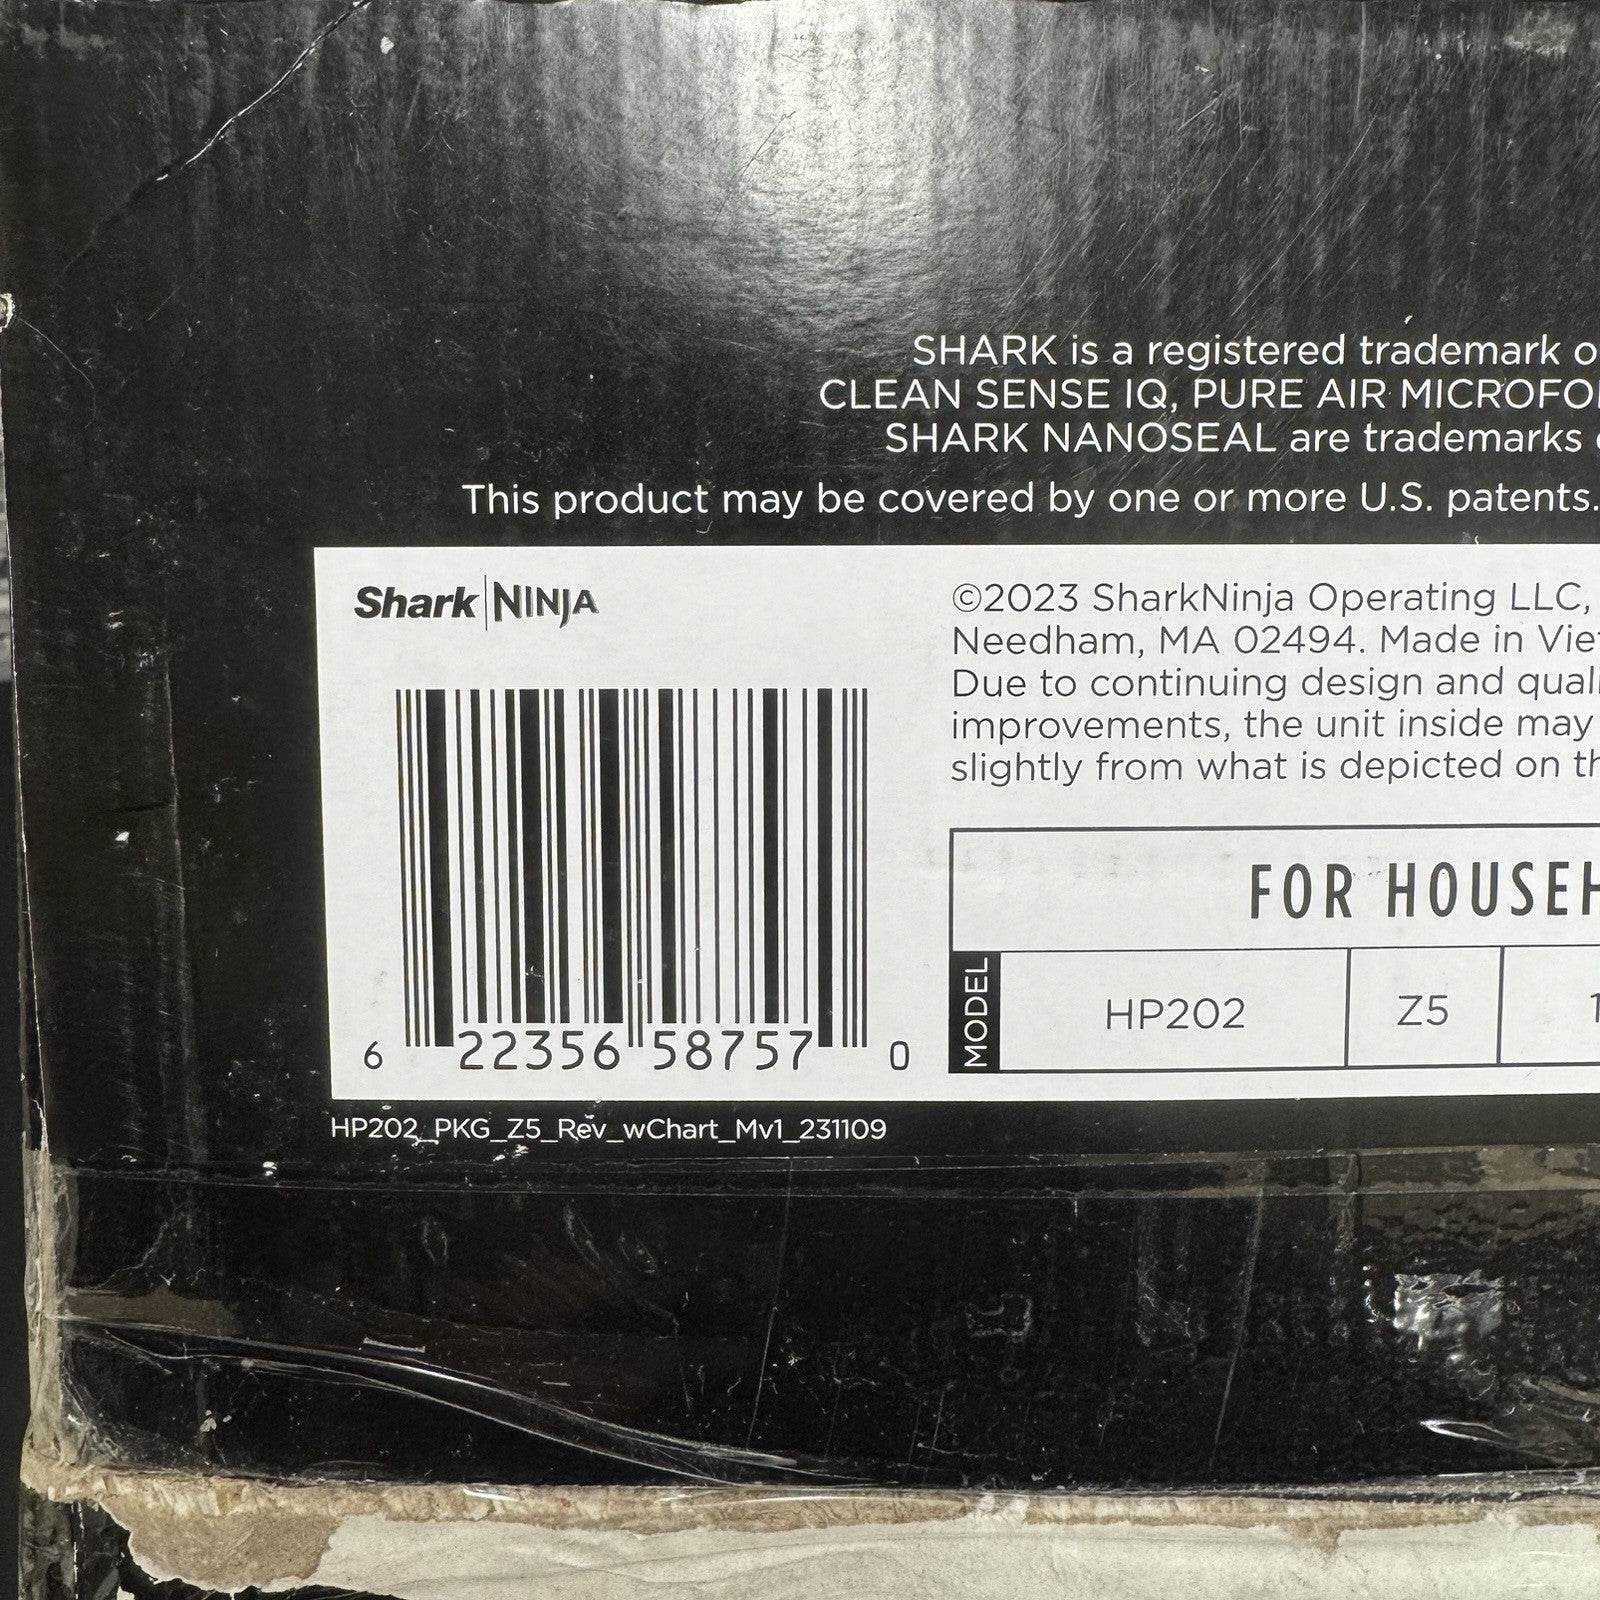 SHARK is a registered trademark o
CLEAN SENSE IQ, PURE AIR MICROFO
SHARK NANOSEAL are trademarks
This product may be covered by one or more U.S. patents.
Shark NINJA
©2023 SharkNinja Operating LLC,
Needham, MA 02494. Made in Vie
Due to continuing design and quali
improvements, the unit inside may
slightly from what is depicted on th
FOR HOUSEH
MODEL HP202 Z5 1
6 22356 58757 0
HP202_PKG_Z5_Rev_wChart_Mv1_231109